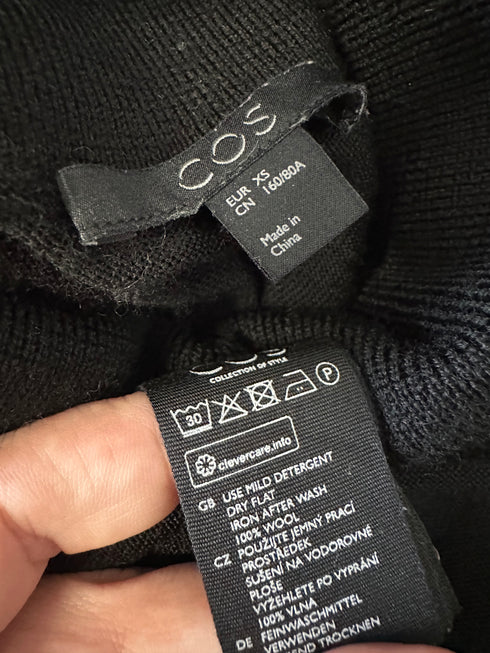 COS
EUR XS
CN 160/80A
Made in
China
COS
COLLECTION OF STYLE
30 P
clevercare.info
GB USE MILD DETERGENT
DRY FLAT
IRON AFTER WASH
100% WOOL
CZ POUŽIJTE JEMNÝ PRACÍ
PROSTŘEDEK
SUŠENÍ NA VODOROVNÉ
PLOŠE
VYŽEHLETE PO VYPRÁNÍ
100% VLNA
DE FEINWASCHMITTEL
VERWENDEN
TROCKNEN